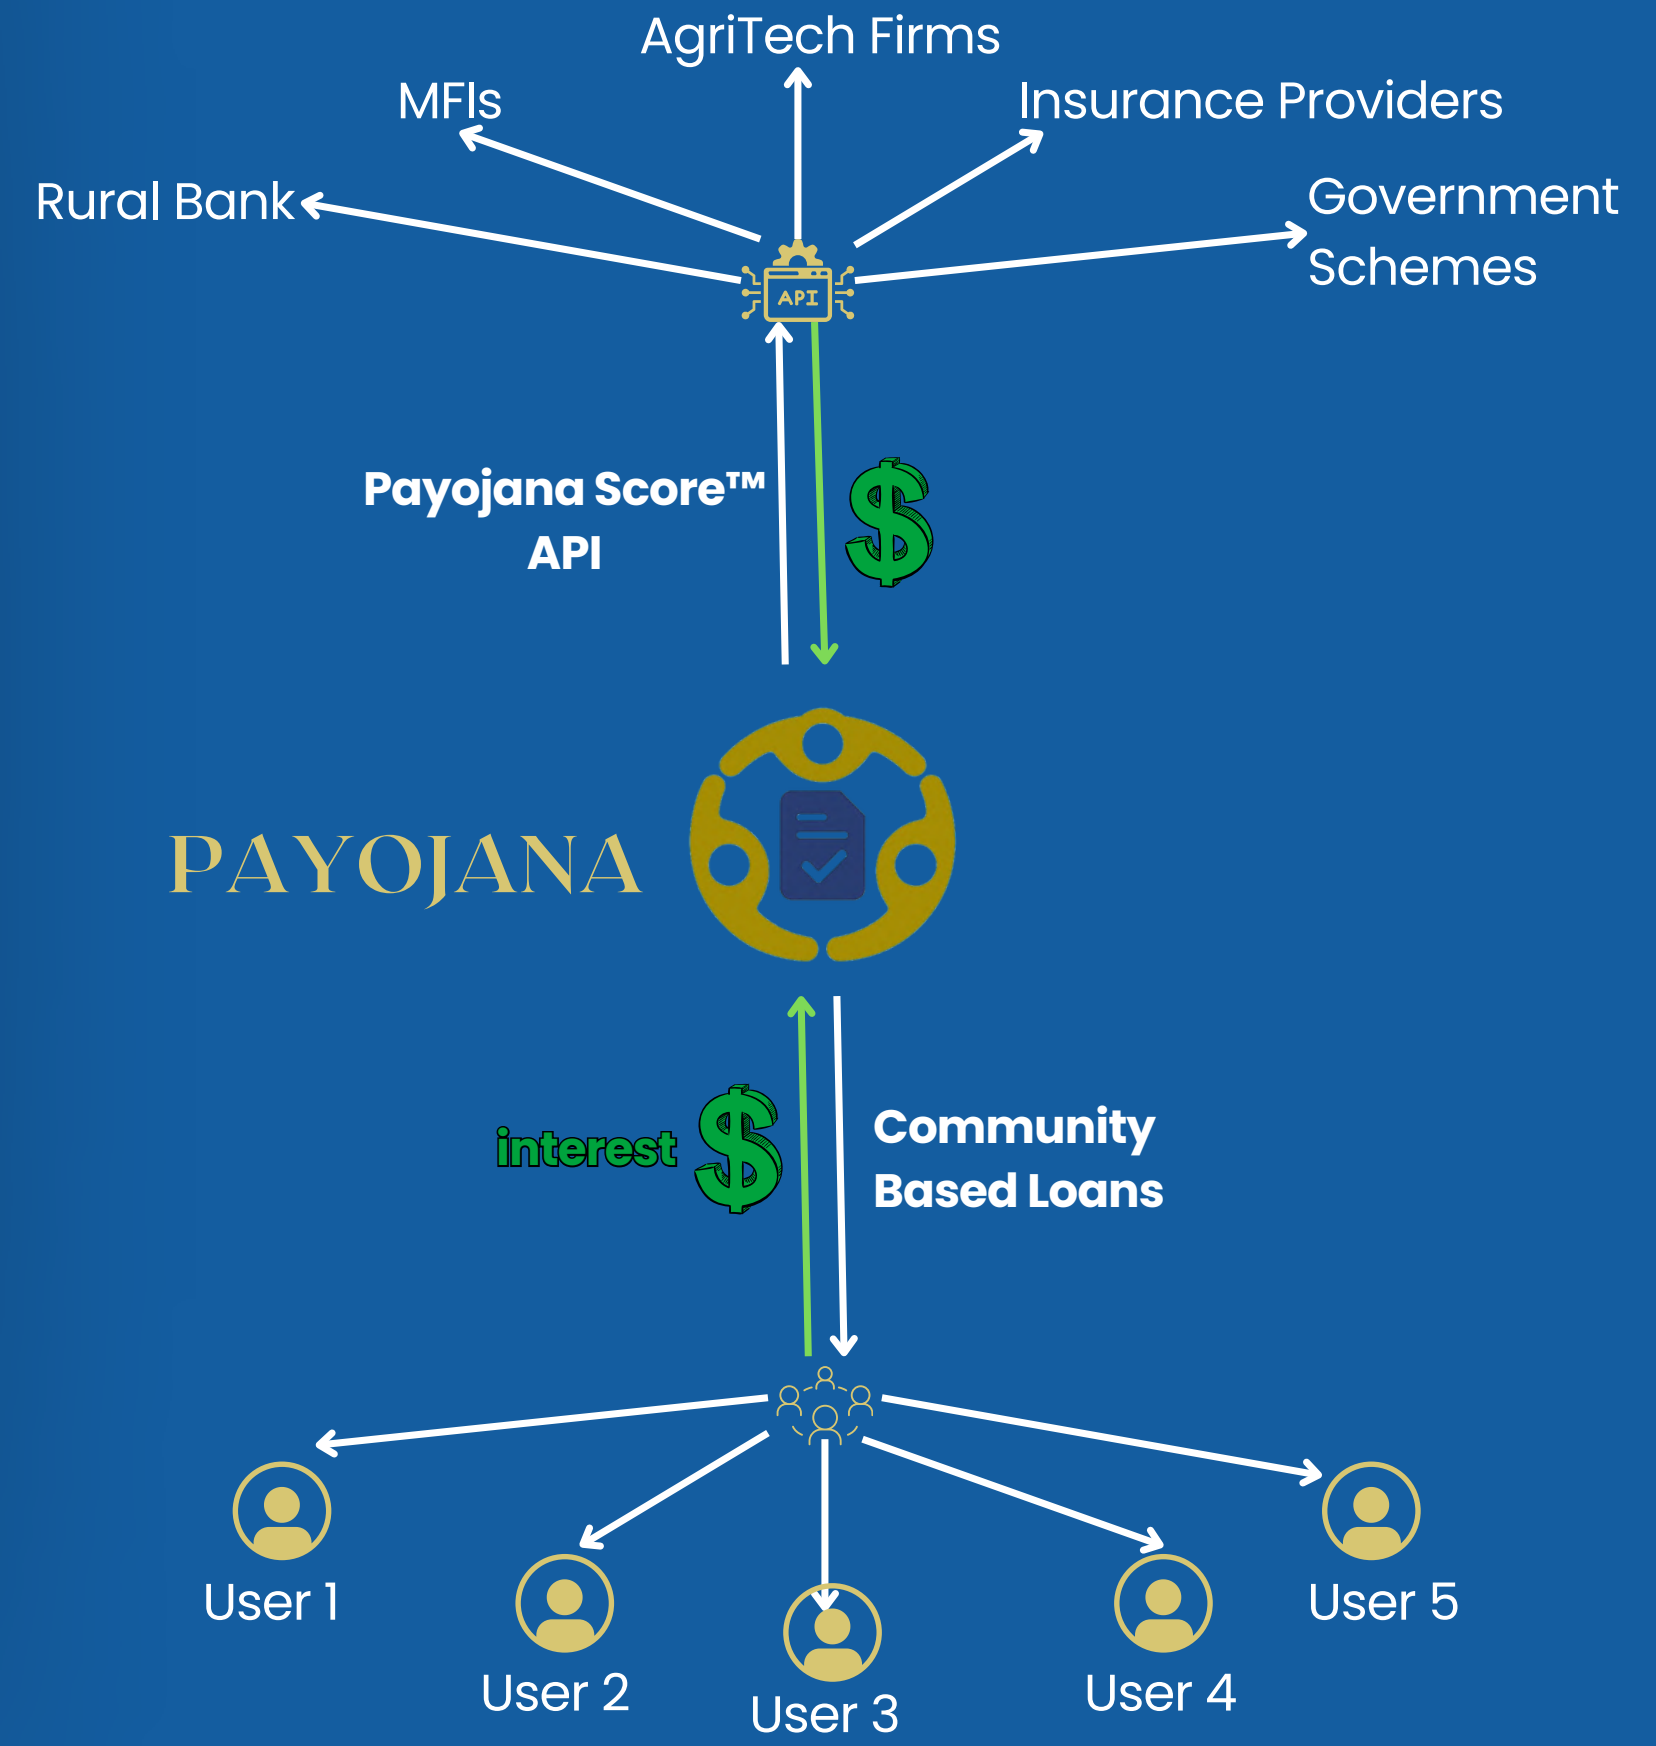 AgriTech Firms
MFIs
Insurance Providers
Rural Bank
Government
Schemes
API
Payojana Score™
API
$
PAYOJANA
interest $
Community
Based Loans
User 1
User 2
User 3
User 4
User 5